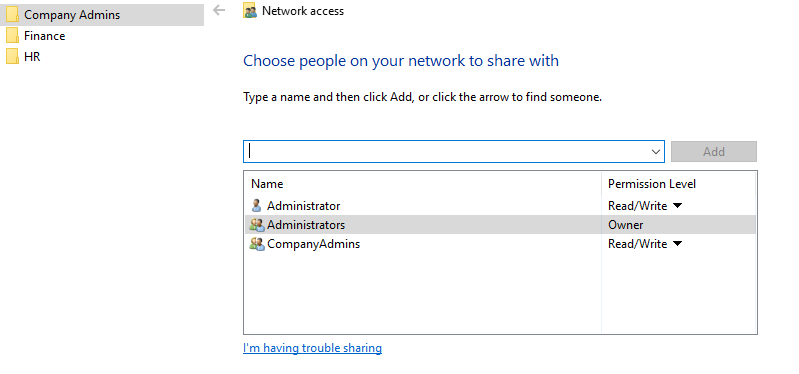 Company Admins
Finance
HR
Network access
Choose people on your network to share with
Type a name and then click Add, or click the arrow to find someone.
Add
Name Permission Level
Administrator Read/Write
Administrators Owner
CompanyAdmins Read/Write
I'm having trouble sharing